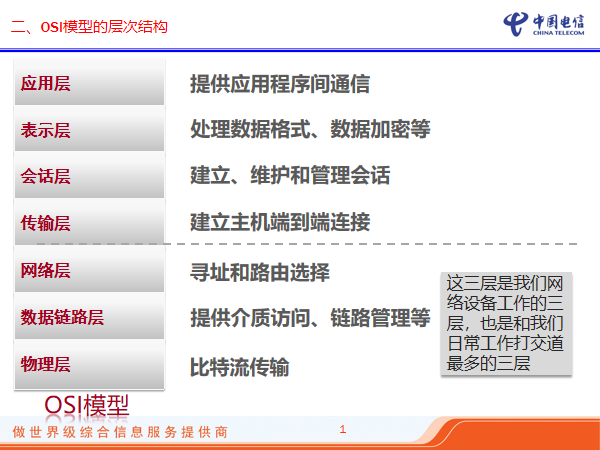 二、OSI模型的层次结构
中国电信
CHINA TELECOM
应用层 提供应用程序间通信
表示层 处理数据格式、数据加密等
会话层 建立、维护和管理会话
传输层 建立主机端到端连接
网络层 寻址和路由选择
数据链路层 提供介质访问、链路管理等
物理层 比特流传输
这三层是我们网
络设备工作的三
层，也是和我们
日常工作打交道
最多的三层
OSI模型
做世界级综合信息服务提供商
1